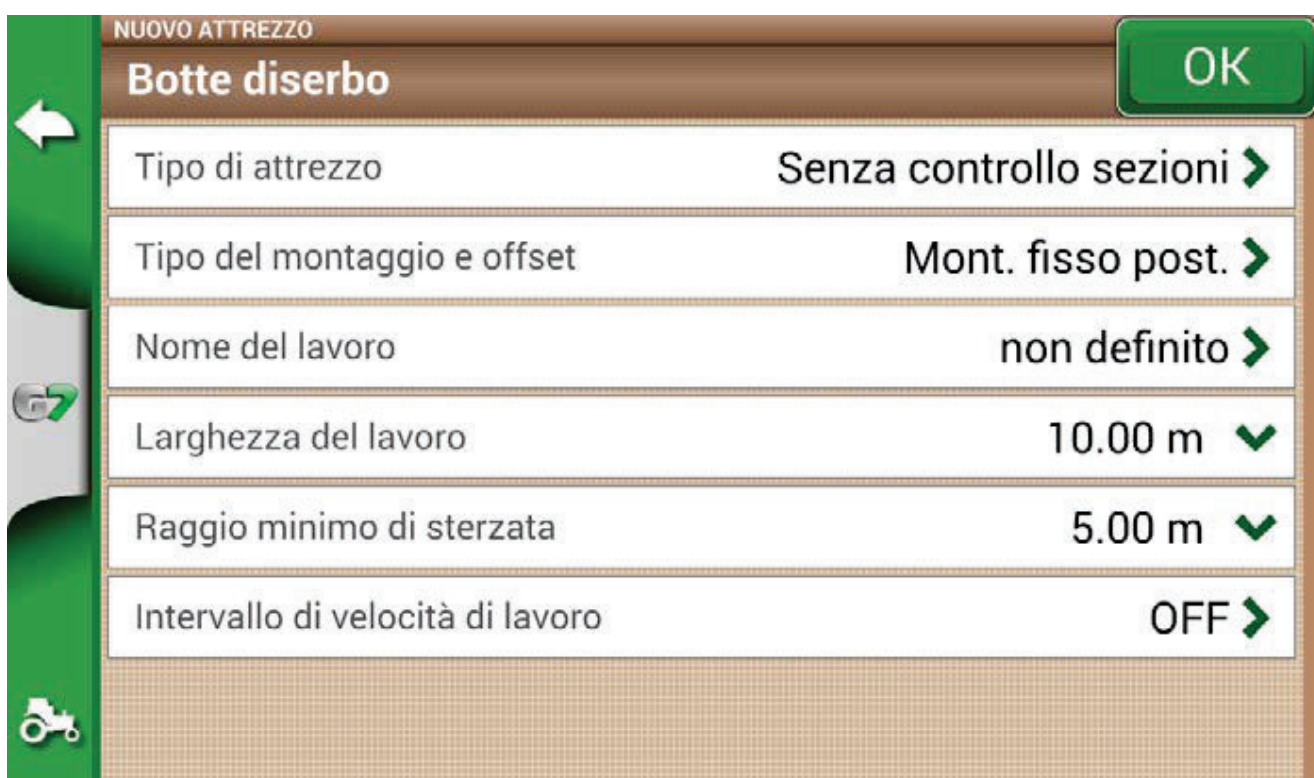 NUOVO ATTREZZO
Botte diserbo
OK
Tipo di attrezzo Senza controllo sezioni
Tipo del montaggio e offset Mont. fisso post.
Nome del lavoro non definito
G7
Larghezza del lavoro 10.00 m
Raggio minimo di sterzata 5.00 m
Intervallo di velocità di lavoro OFF